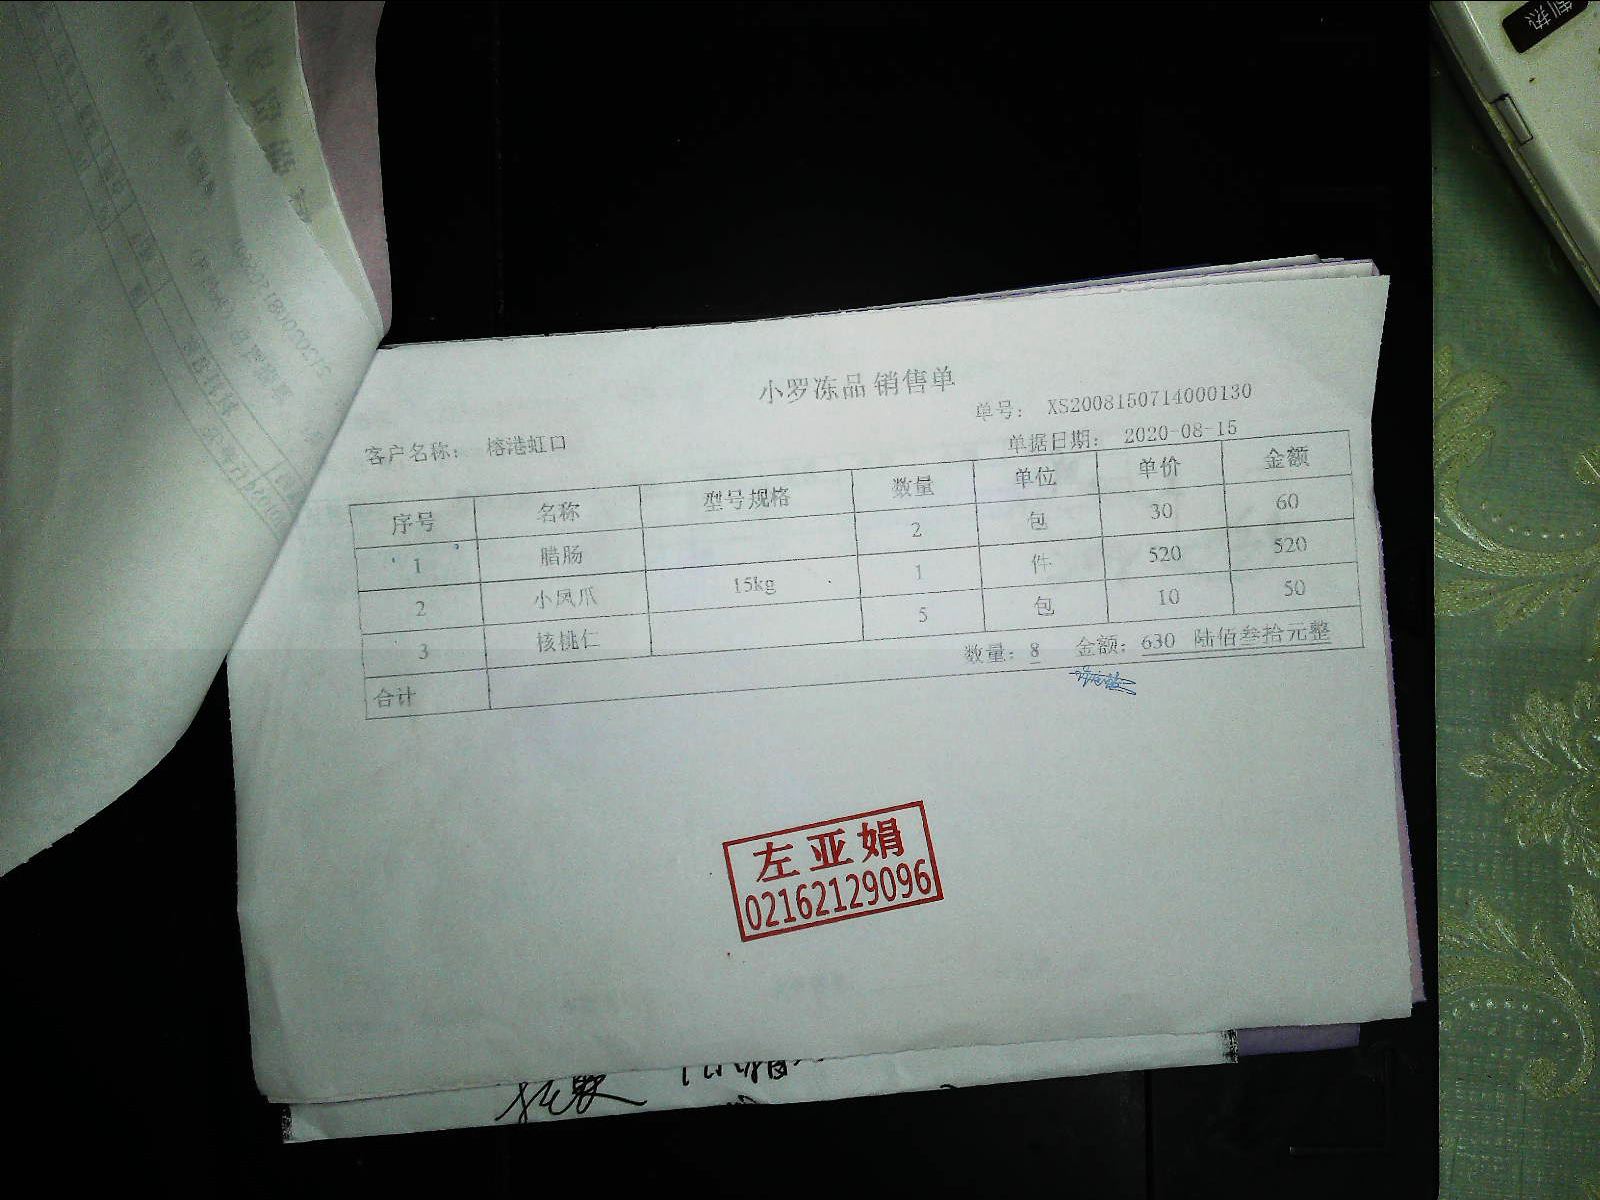 小罗冻品 销售单
单号： XS2008150714000130
客户名称： 榕港虹口
单据日期： 2020-08-15
序号 名称 型号规格 数量 单位 单价 金额
1 腊肠 2 包 30 60
2 小凤爪 15kg 1 件 520 520
3 核桃仁 5 包 10 50
合计 数量：8 金额：630 陆佰叁拾元整
左亚娟
02162129096
制热